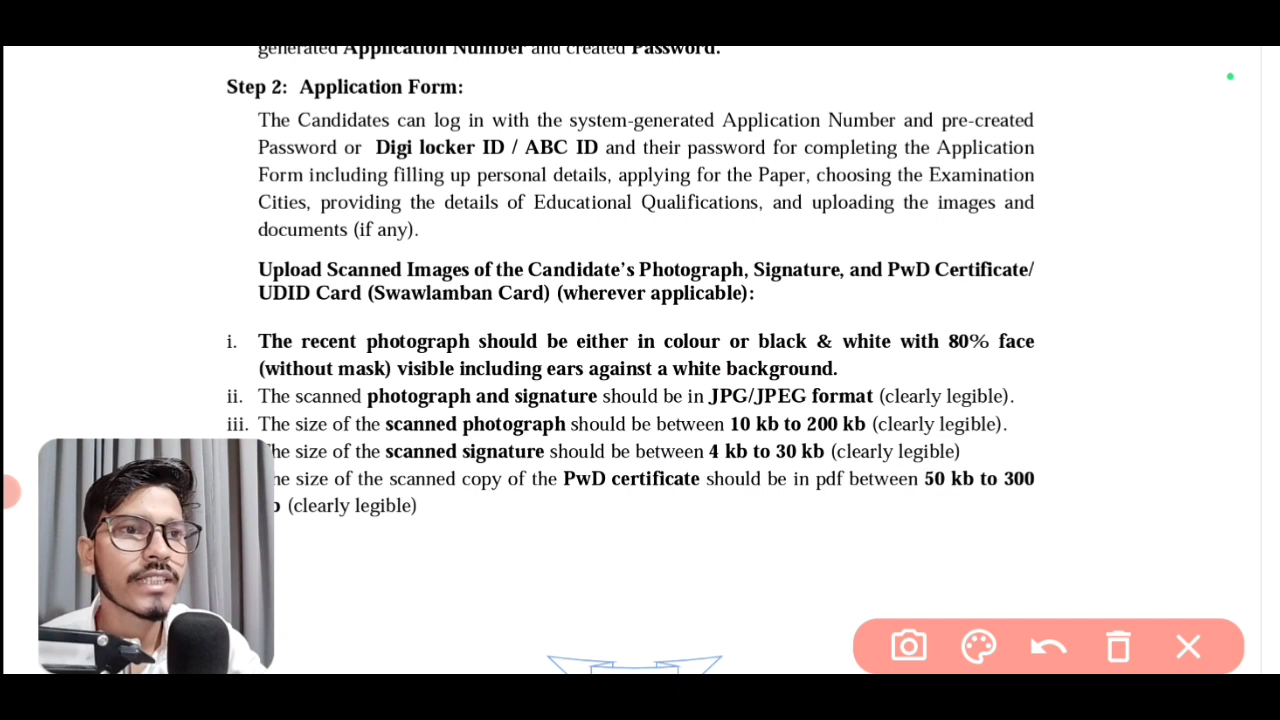 generated Application Number and created Password.
Step 2: Application Form:
The Candidates can log in with the system-generated Application Number and pre-created
Password or Digi locker ID / ABC ID and their password for completing the Application
Form including filling up personal details, applying for the Paper, choosing the Examination
Cities, providing the details of Educational Qualifications, and uploading the images and
documents (if any).
Upload Scanned Images of the Candidate’s Photograph, Signature, and PwD Certificate/
UDID Card (Swawlamban Card) (wherever applicable):
i. The recent photograph should be either in colour or black & white with 80% face
(without mask) visible including ears against a white background.
ii. The scanned photograph and signature should be in JPG/JPEG format (clearly legible).
iii. The size of the scanned photograph should be between 10 kb to 200 kb (clearly legible).
size of the scanned signature should be between 4 kb to 30 kb (clearly legible)
size of the scanned copy of the PwD certificate should be in pdf between 50 kb to 300
(clearly legible)